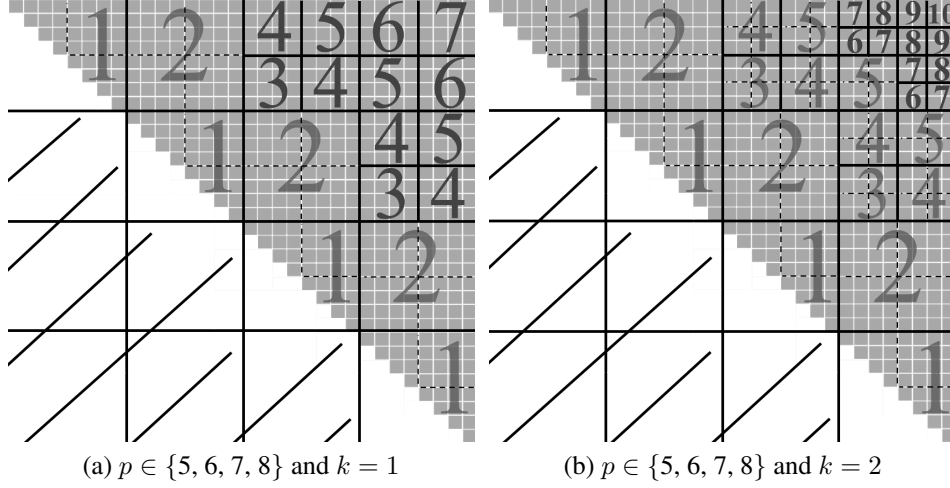 1 2 4 5 6 7
3 4 5 6
1 2 4 5
3 4
1 2
1
(a) p ∈ {5, 6, 7, 8} and k = 1
1 2 4 5 7 8 9 10
6 7 8 9
3 4 5 7 8
6 7
1 2 4 5
3 4
1 2
1
(b) p ∈ {5, 6, 7, 8} and k = 2